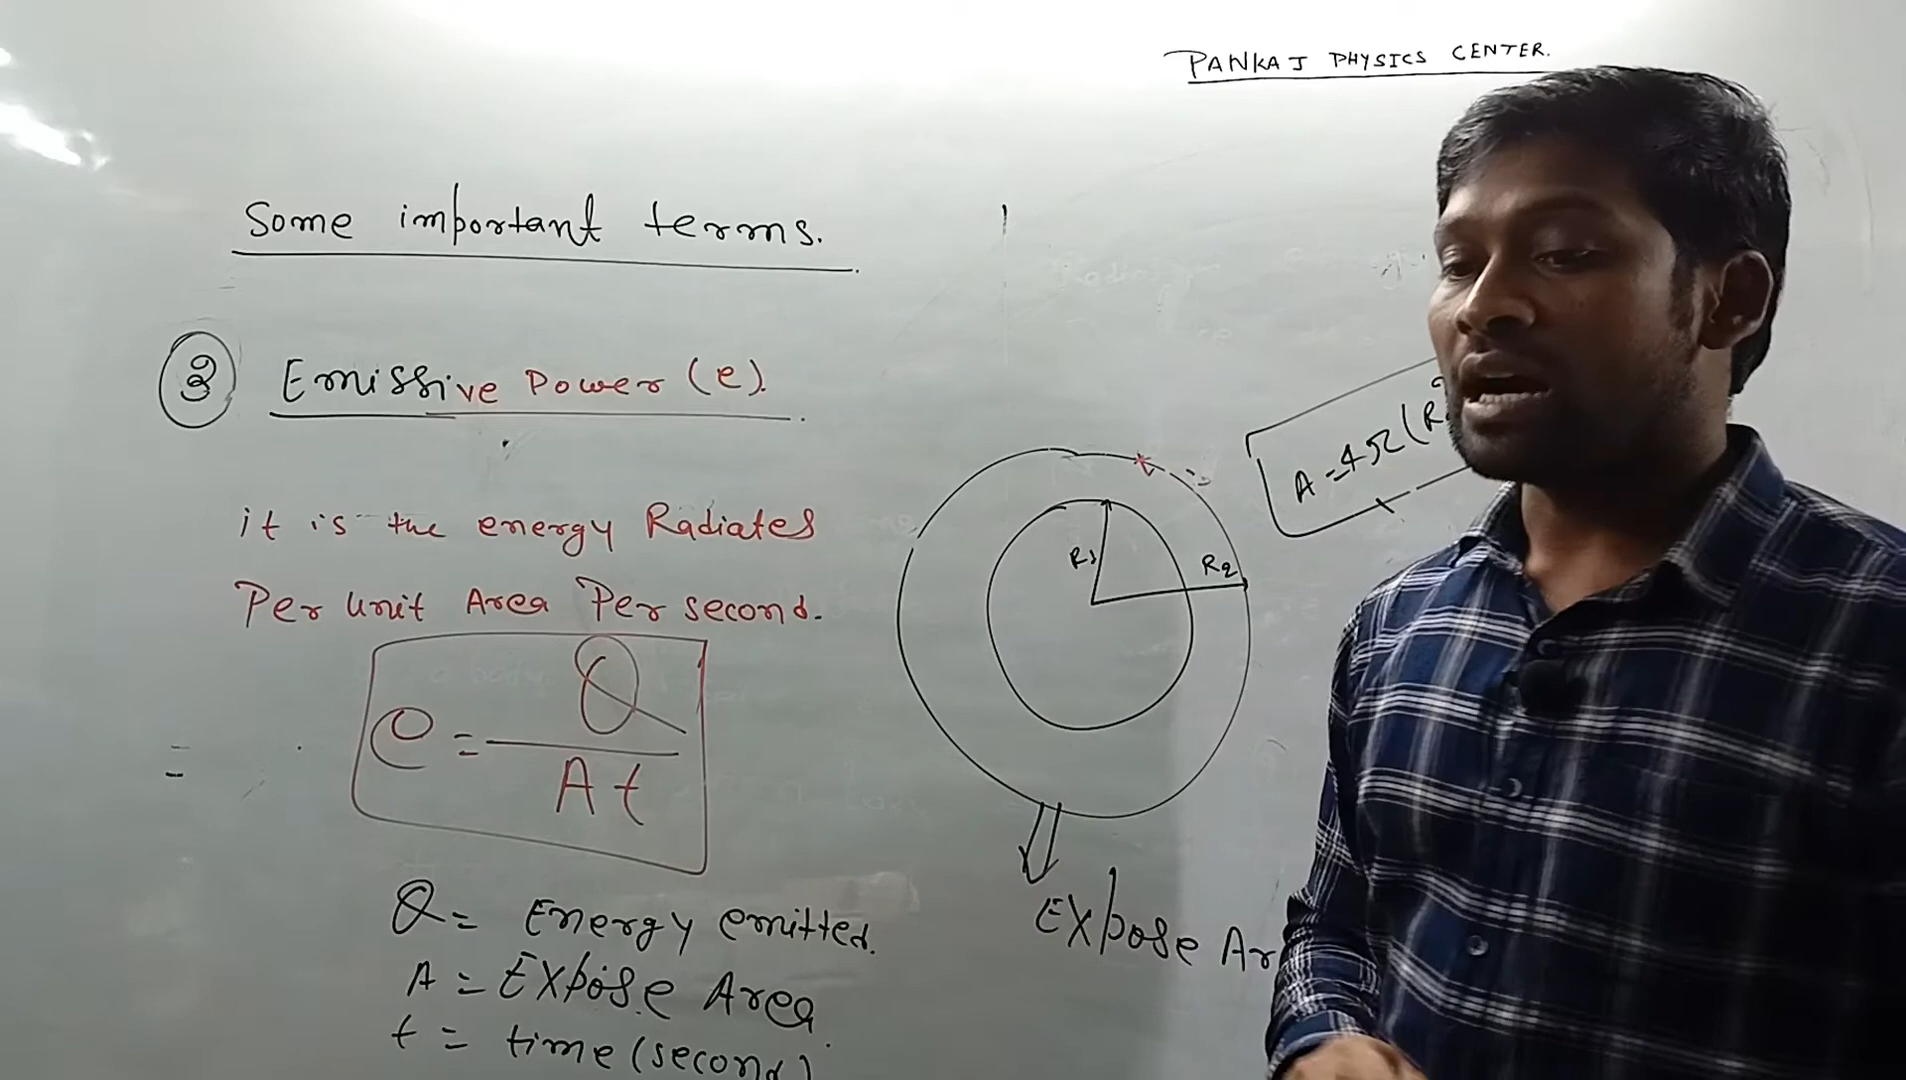 PANKAJ PHYSICS CENTER.
Some important terms.
3 Emissive Power (e).
it is the energy Radiates
Per Unit Area Per second.
e = Q / At
Q = Energy emitted.
A = Expose Area
t = time (second)
R1
R2
A = 4π (R2
Expose Ar